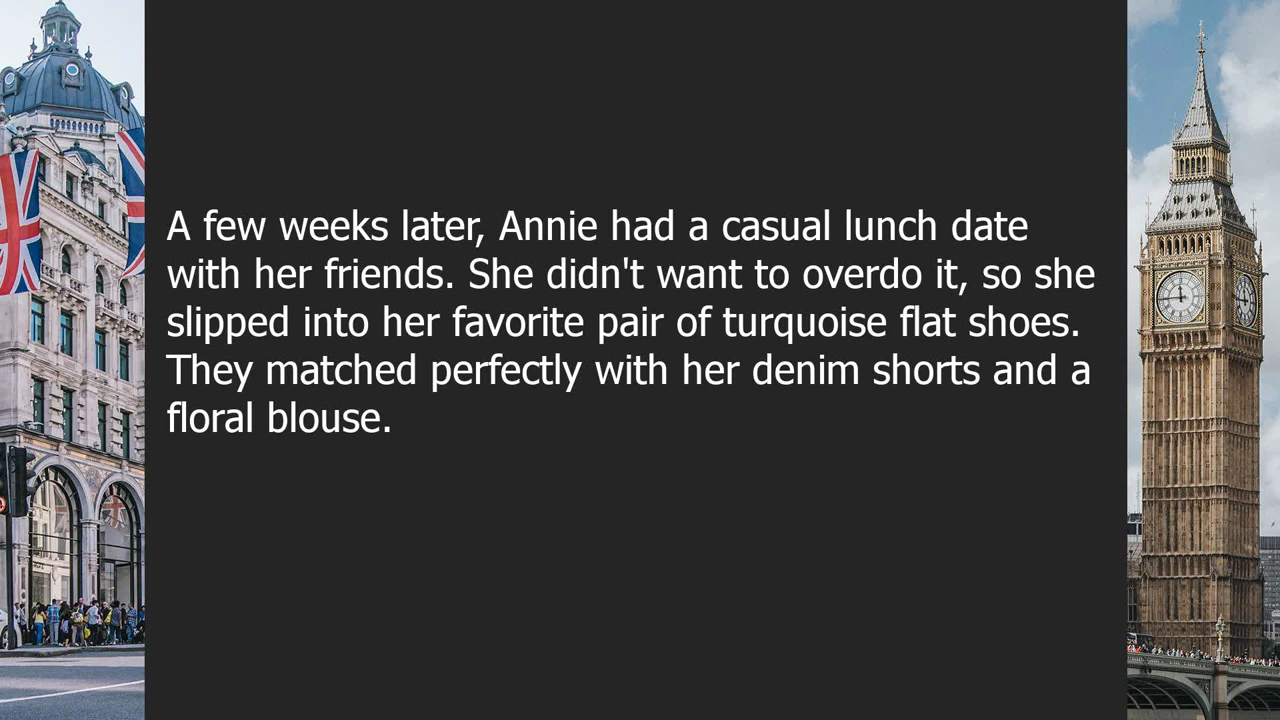 A few weeks later, Annie had a casual lunch date
with her friends. She didn't want to overdo it, so she
slipped into her favorite pair of turquoise flat shoes.
They matched perfectly with her denim shorts and a
floral blouse.